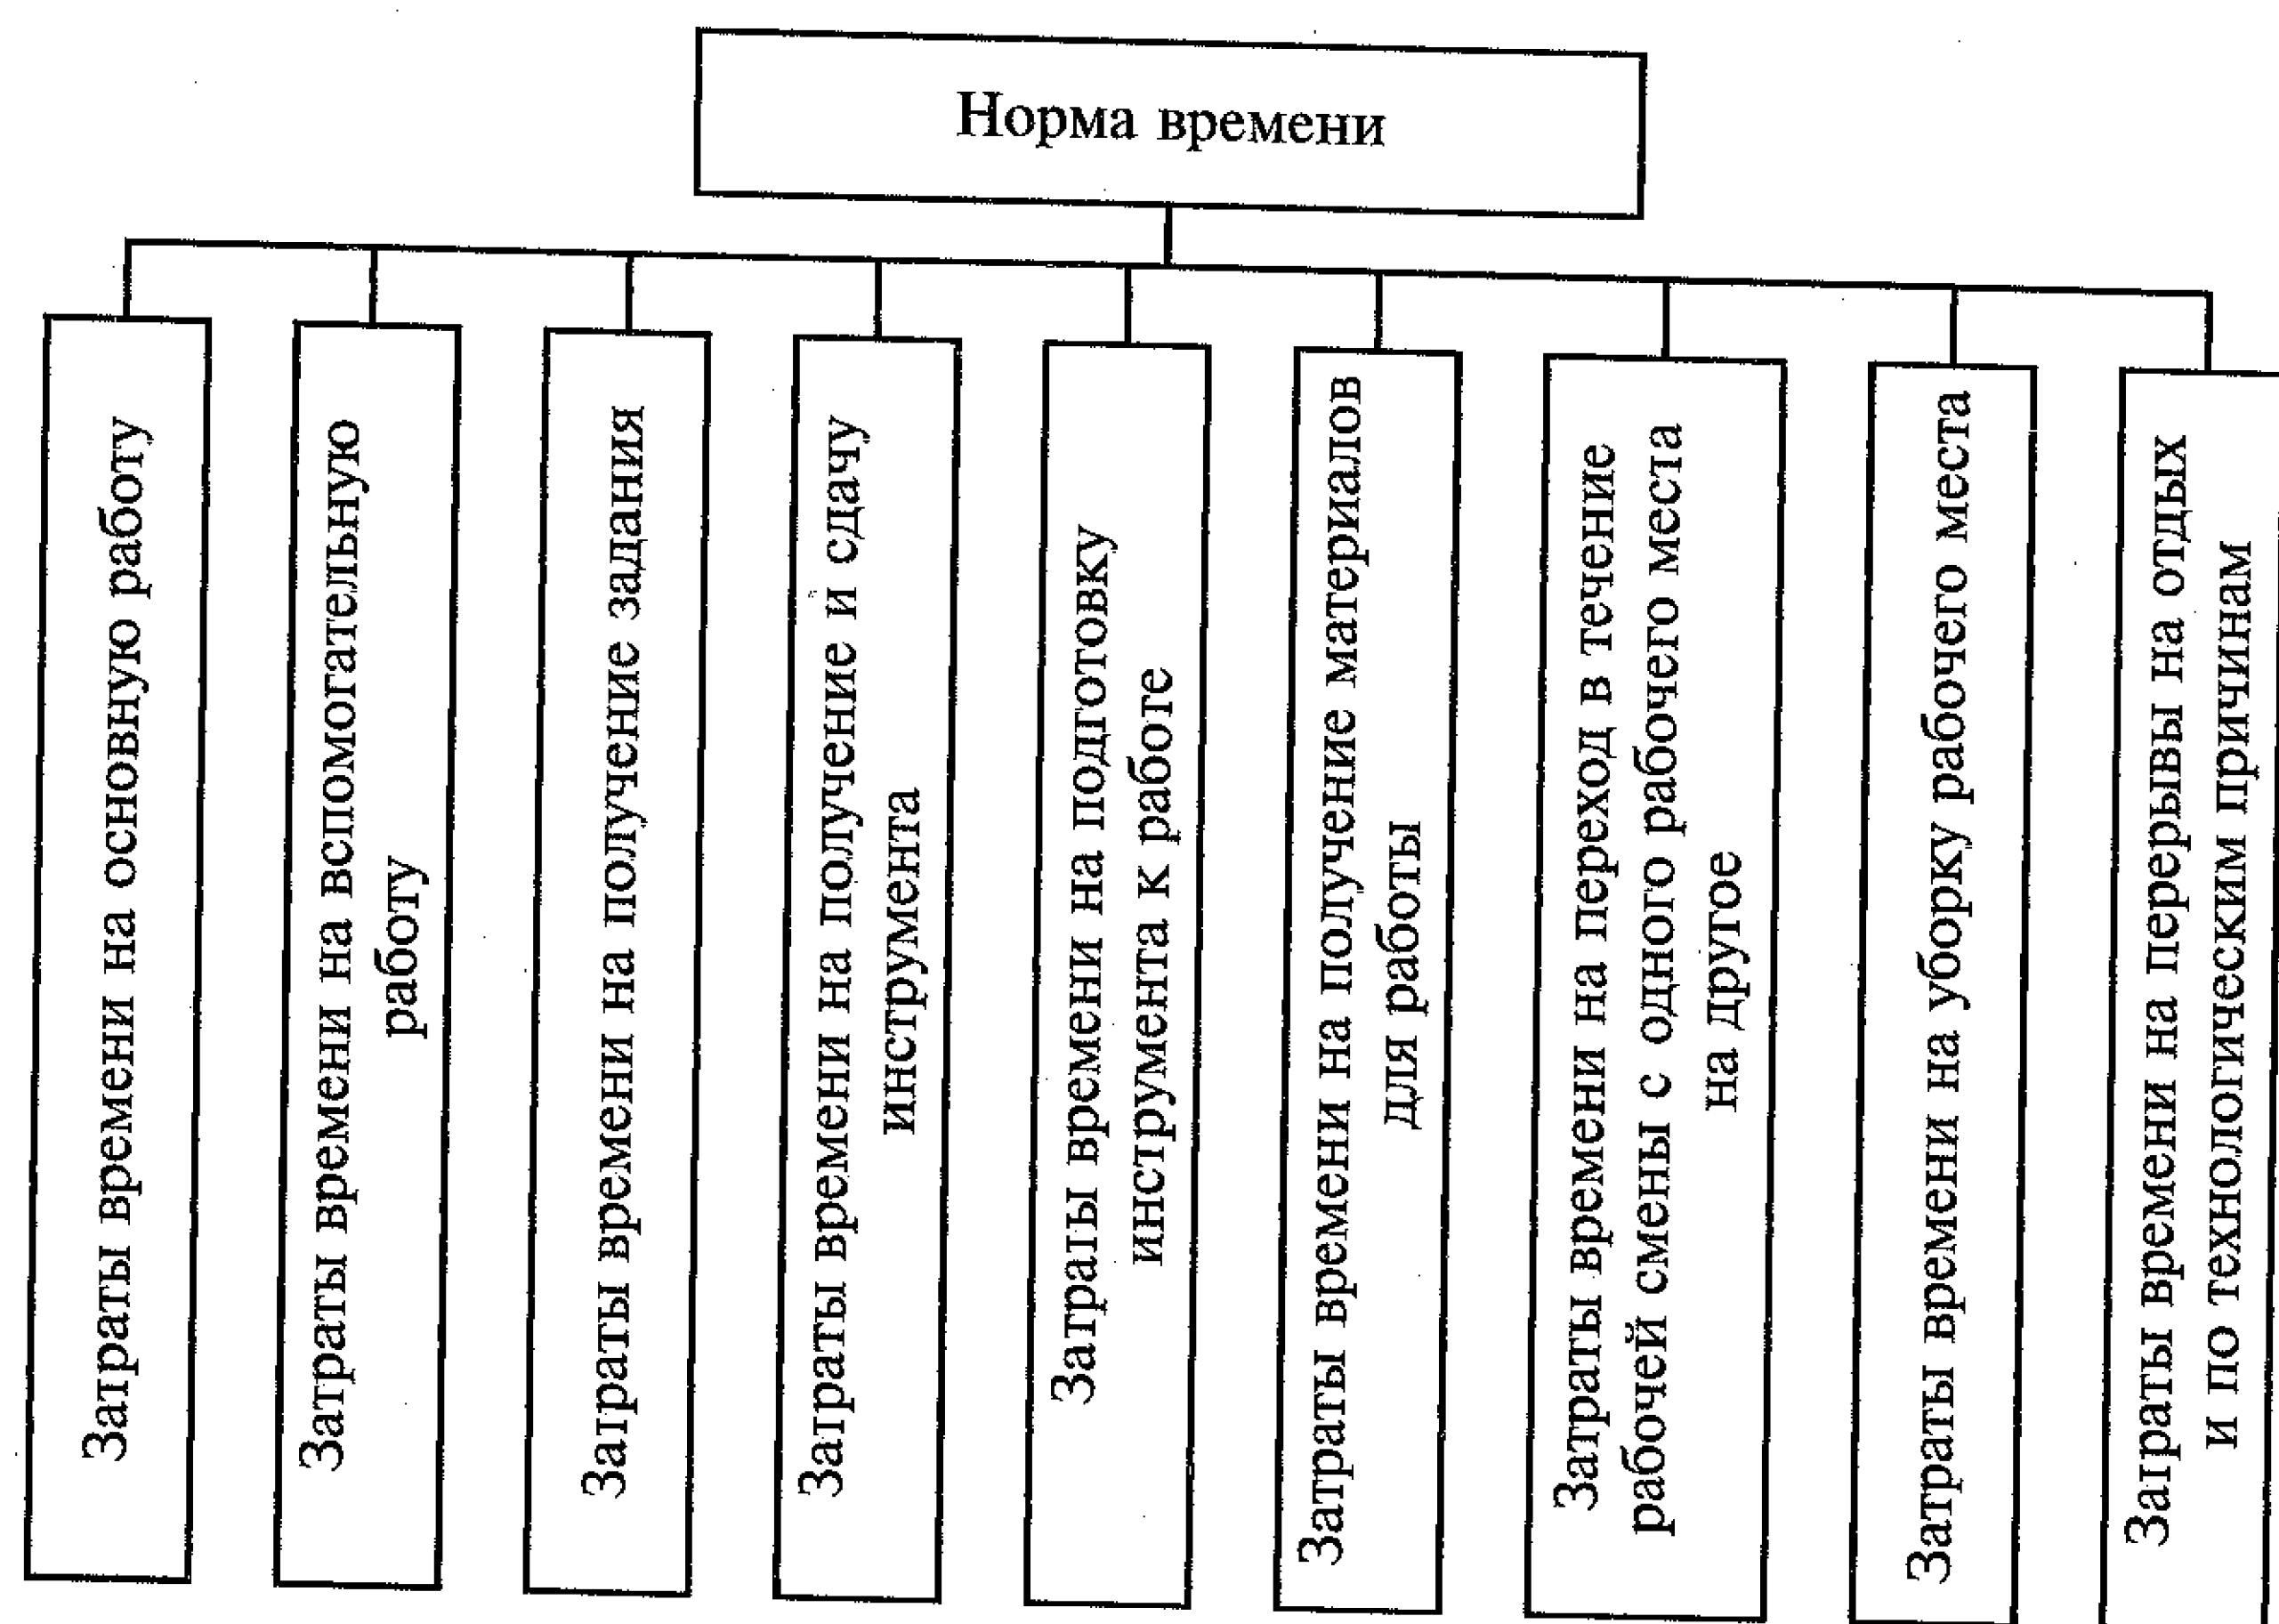 Норма времени
Затраты времени на основную работу
Затраты времени на вспомогательную
работу
Затраты времени на получение задания
Затраты времени на получение и сдачу
инструмента
Затраты времени на подготовку
инструмента к работе
Затраты времени на получение материалов
для работы
Затраты времени на переход в течение
рабочей смены с одного рабочего места
на другое
Затраты времени на уборку рабочего места
Затраты времени на перерывы на отдых
и по технологическим причинам